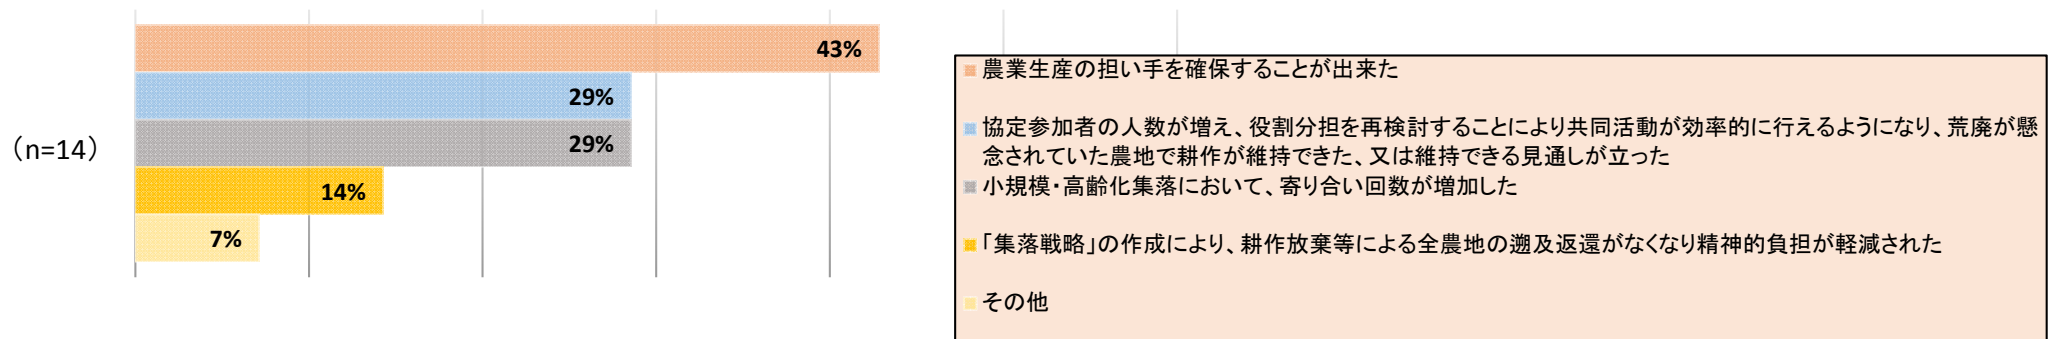 43%
29%
（n=14）
29%
14%
7%
農業生産の担い手を確保することが出来た
協定参加者の人数が増え、役割分担を再検討することにより共同活動が効率的に行えるようになり、荒廃が懸
念されていた農地で耕作が維持できた、又は維持できる見通しが立った
小規模・高齢化集落において、寄り合い回数が増加した
「集落戦略」の作成により、耕作放棄等による全農地の遡及返還がなくなり精神的負担が軽減された
その他